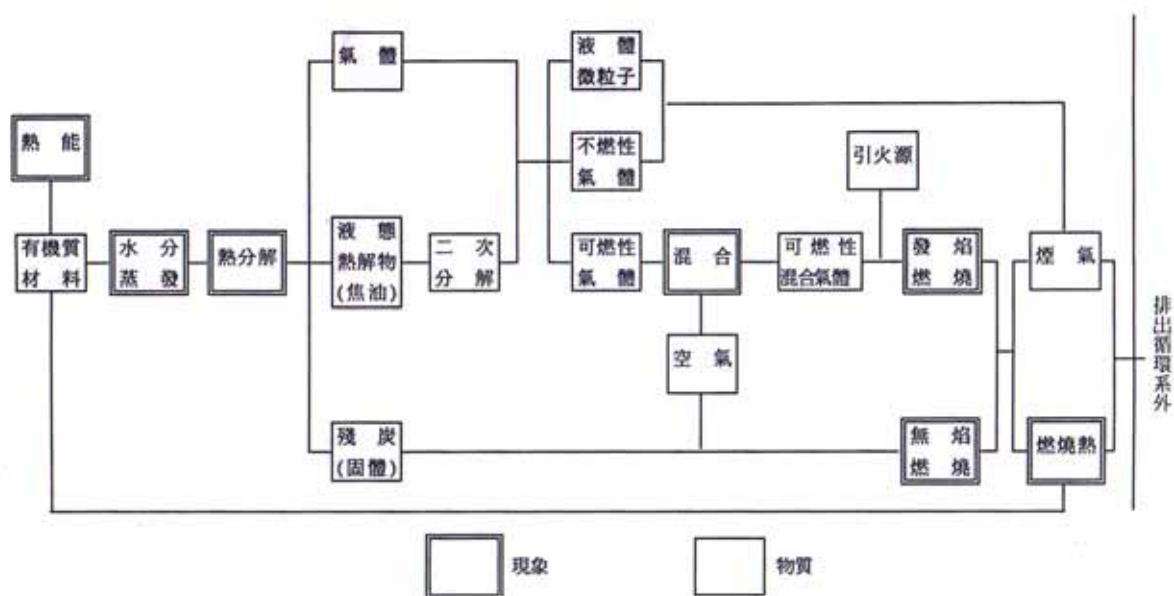 熱能
有機質
材料
水分
蒸發
熱分解
氣體
液態
熱解物
(焦油)
殘炭
(固體)
二次
分解
液體
微粒子
不燃性
氣體
可燃性
氣體
混合
空氣
可燃性
混合氣體
引火源
發焰
燃燒
無焰
燃燒
煙氣
燃燒熱
排出循環系外
現象
物質